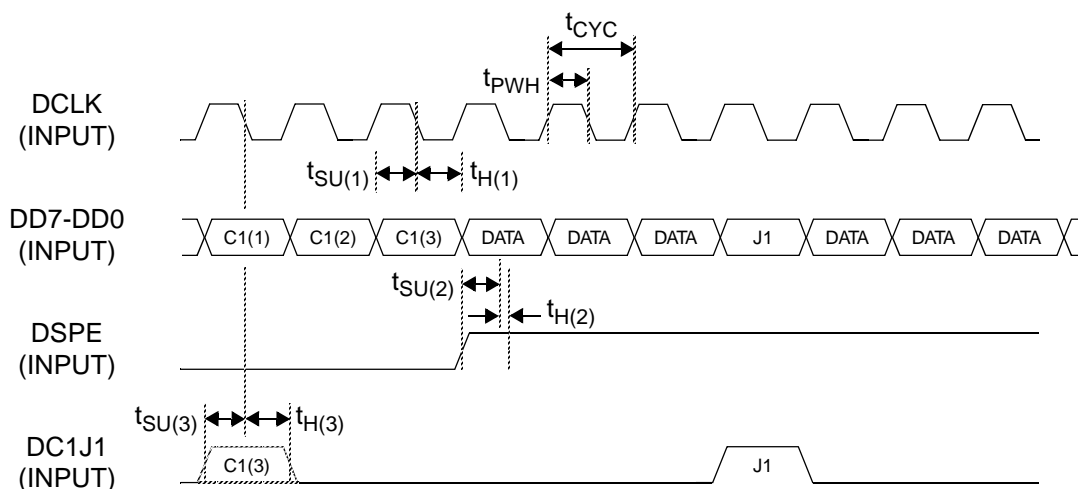 tCYC
tPWH
DCLK
(INPUT)
tSU(1)
tH(1)
DD7-DD0
(INPUT)
C1(1) C1(2) C1(3) DATA DATA DATA J1 DATA DATA DATA
tSU(2)
tH(2)
DSPE
(INPUT)
tSU(3)
tH(3)
DC1J1
(INPUT)
C1(3) J1